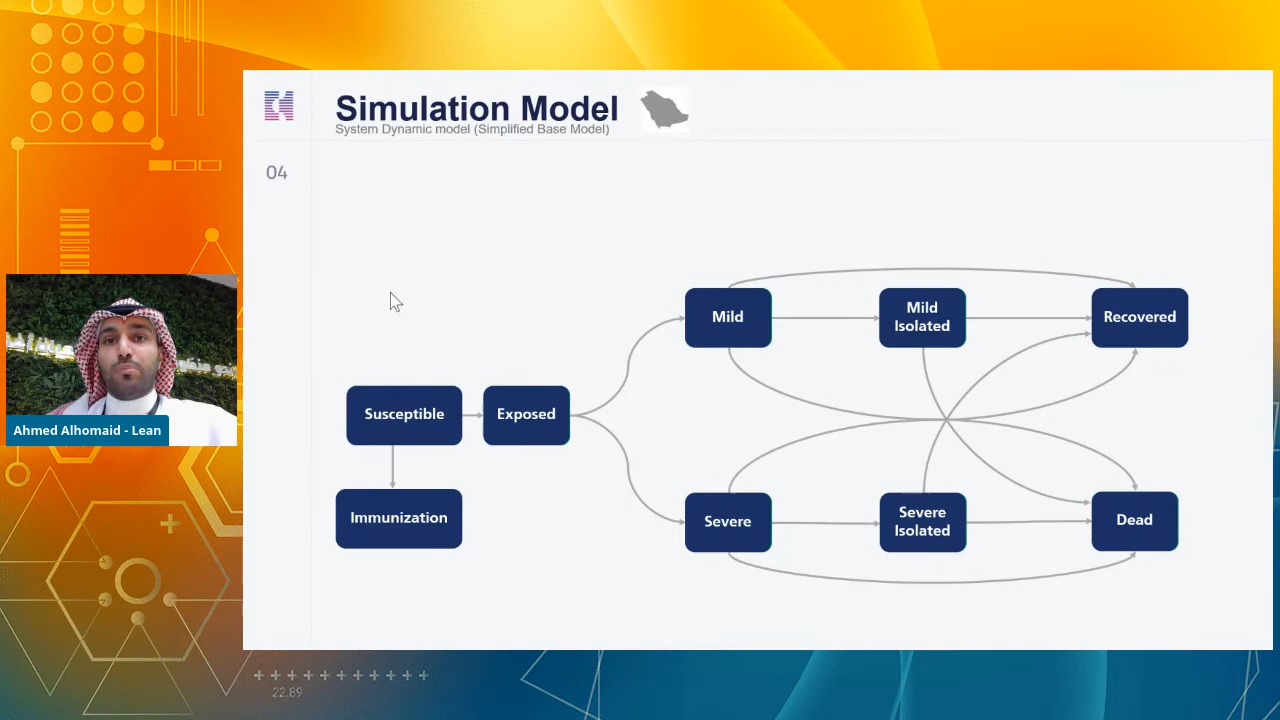 Simulation Model
System Dynamic model (Simplified Base Model)
04
Mild
Mild
Isolated
Recovered
Susceptible
Exposed
Immunization
Severe
Severe
Isolated
Dead
Ahmed Alhomaid - Lean
22.89